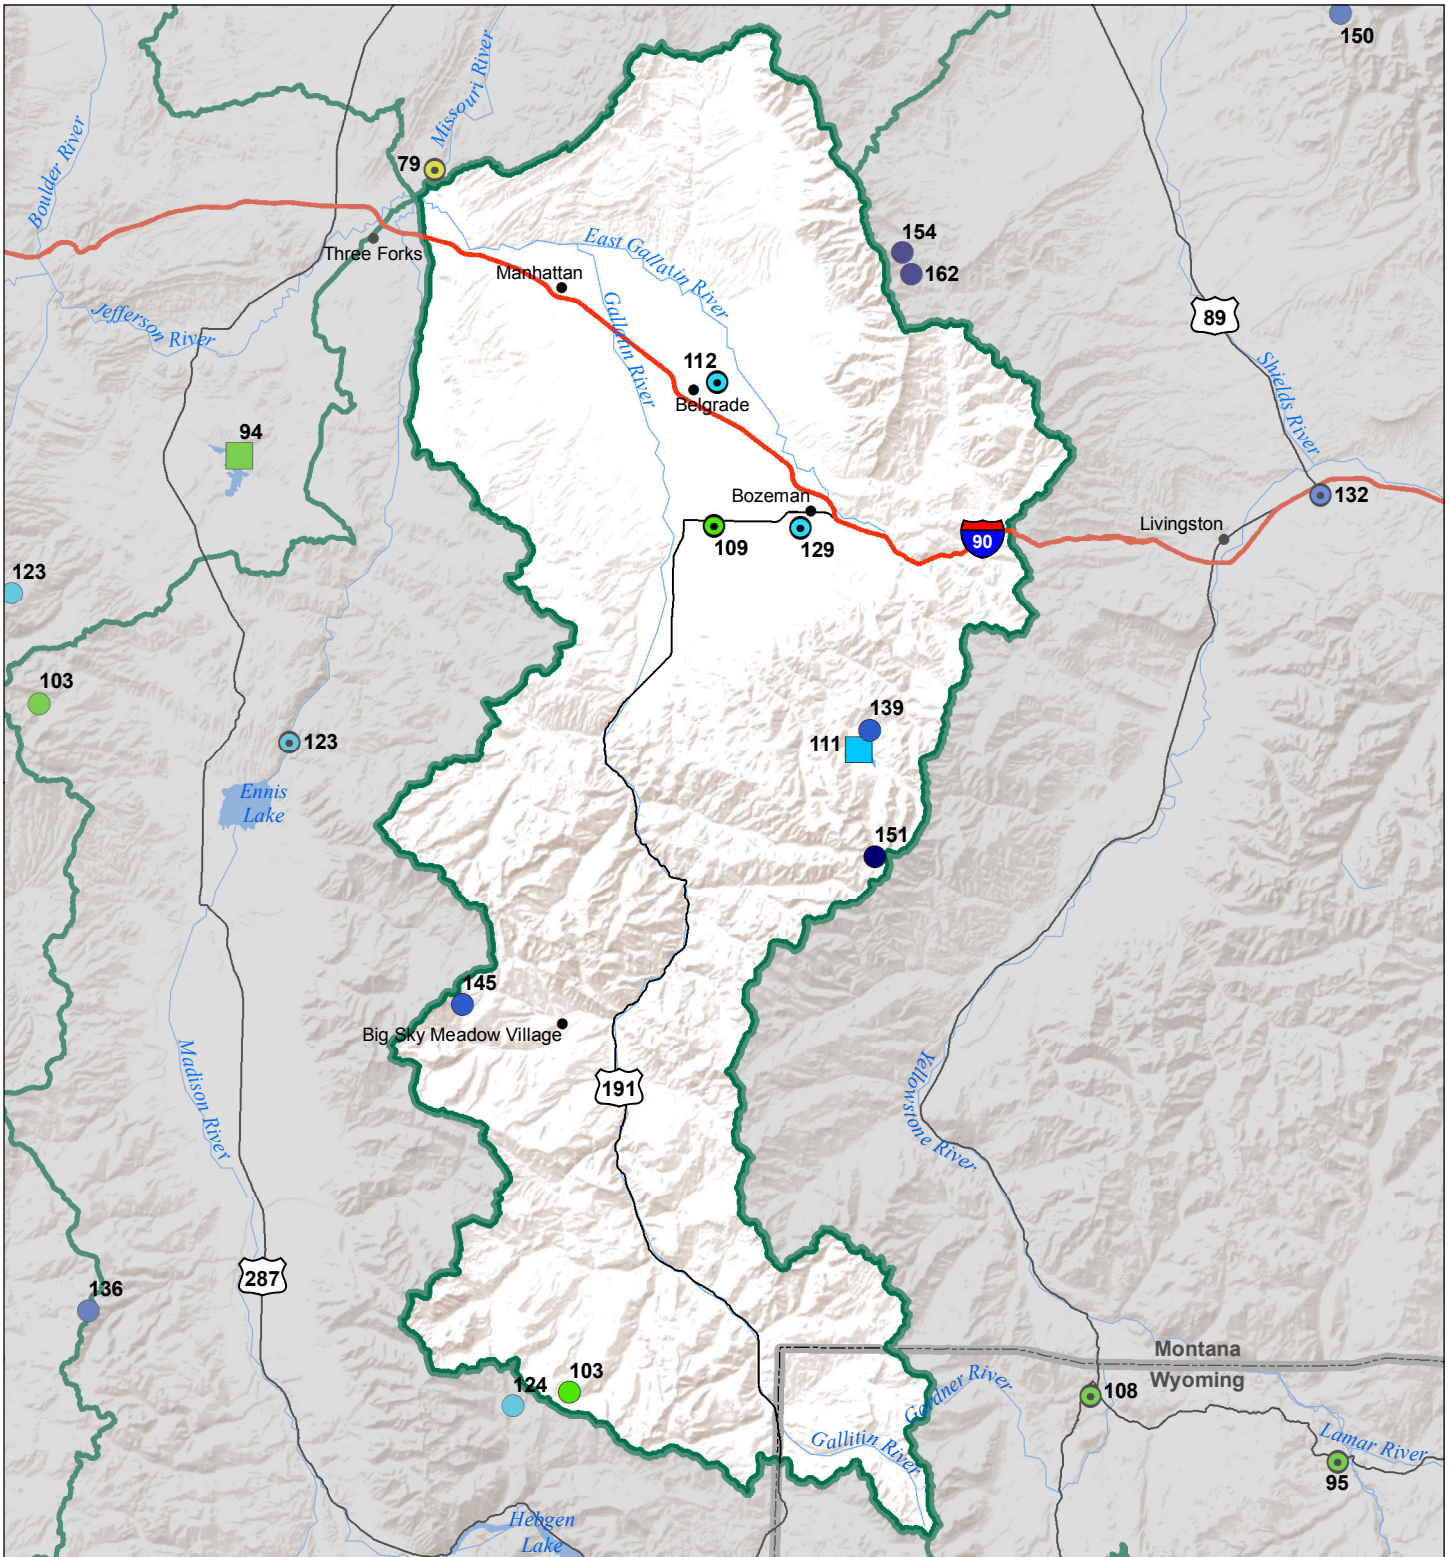 150
Missouri River
Boulder River
79
154
East Gallatin River
Three Forks
Manhattan
162
Gallatin River
Jefferson River
89
112
Shields River
Belgrade
94
Bozeman
132
Livingston
109
129
90
123
103
139
123
111
Ennis
Lake
151
145
Big Sky Meadow Village
Madison River
Yellowstone River
191
287
136
Montana
Wyoming
124
103
Gardner River
108
Gallitin River
Lamar River
95
Hebgen
Lake